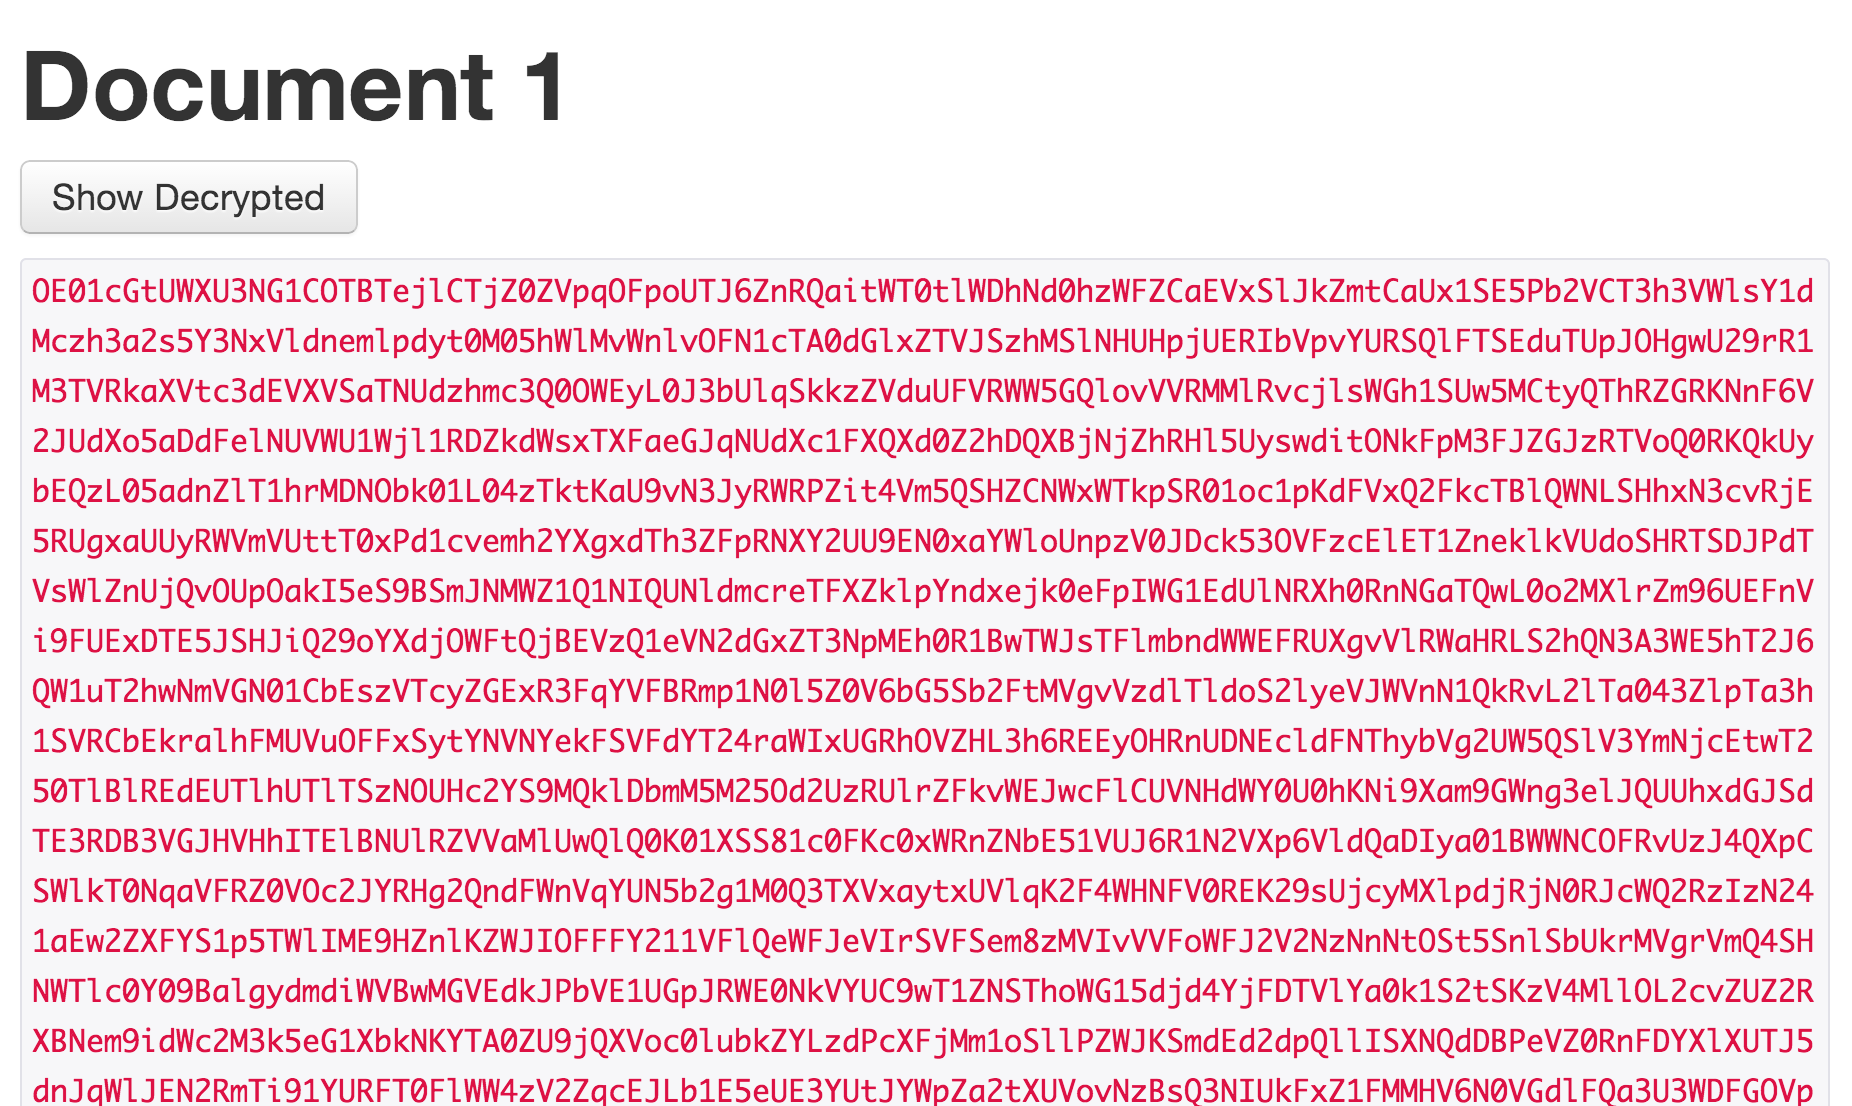 Document 1
Show Decrypted
OE01cGtUWXU3NG1COTBTejlCTjZ0ZVpqOFpoUTJ6ZnRQaitWT0tlWDhNd0hzWFZCaEVxSlJkZmtCaUx1SE5Pb2VCT3h3VWlsY1d
Mczh3a2s5Y3NxVldnemlpdyt0M05hWlMvWnlvOFN1cTA0dGlxZTVJSzhMSlNHUHpjUERIbVpvYURSQlFTSEduTUpJOHgwU29rR1
M3TVRkaXVtc3dEVXVSaTNUdzhmc3Q0OWEyL0J3bUlqSkkzZVduUFVRWW5GQlovVVRMMlRvcjlsWGh1SUw5MCtyQThRZGRKNnF6V
2JUdXo5aDdFelNUVWU1Wjl1RDZkdWsxTXFaeGJqNUdXc1FXQXd0Z2hDQXBjNjZhRHl5UyswditONkFpM3FJZGJzRTVoQ0RKQkUy
bEQzL05adnZlT1hrMDNObk01L04zTktKaU9vN3JyRWRPZit4Vm5QSHZCNWxWTkpSR01oc1pKdFVxQ2FkcTBlQWNLSHhxN3cvRjE
5RUgxaUUyRWVmVUttT0xPd1cvemh2YXgxdTh3ZFpRNXY2UU9EN0xaYWloUnpzV0JDck53OVFzcElET1ZneklkVUdoSHRTSDJPdT
VsWlZnUjQvOUpOakI5eS9BSmJNMWZ1Q1NIQUNldmcreTFXZklpYndxejk0eFpIWG1EdUlNRXh0RnNGaTQwL0o2MXlrZm96UEFnV
i9FUExDTE5JSHJiQ29oYXdjOWFtQjBEVzQ1eVN2dGxZT3NpMEh0R1BwTWJsTFlmbndWWEFRUXgvVlRWaHRLS2hQN3A3WE5hT2J6
QW1uT2hwNmVGN01CbEszVTcyZGExR3FqYVFBRmp1N0l5Z0V6bG5Sb2FtMVgvVzdlTldoS2lyeVJWVnN1QkRvL2lTa043ZlpTa3h
1SVRCbEkralhFMUVuOFFxSytYNVNYekFSVFdYT24raWIxUGRhOVZHL3h6REEyOHRnUDNEcldFNThybVg2UW5QSlV3YmNjcEtwT2
50TlBlREdEUTlhUTlTSzNOUHc2YS9MQklDbmM5M25Od2UzRUlrZFkvWEJwcFlCUVNHdWY0U0hKNi9Xam9GWng3elJQUUhxdGJSd
TE3RDB3VGJHVHhITElBNUlRZVVaMlUwQlQ0K01XSS81c0FKc0xWRnZNbE51VUJ6R1N2VXp6VldQaDIya01BWWNCOFRvUzJ4QXpC
SWlkT0NqaVFRZ0VOc2JYRHg2QndFWnVqYUN5b2g1M0Q3TXVxaytxUVlqK2F4WHNFV0REK29sUjcyMXlpdjRjN0RJcWQ2RzIzN24
1aEw2ZXFYS1p5TWlIME9HZnlKZWJIOFFFY211VFlQeWFJeVIrSVFSem8zMVIvVVFoWFJ2V2NzNnNtOSt5SnlSbUkrMVgrVmQ4SH
NWTlc0Y09BalgydmdiWVBwMGVEdkJPbVE1UGpJRWE0NkVYUC9wT1ZNSThoWG15djd4YjFDTVlYa0k1S2tSKzV4MllOL2cvZUZ2R
XBNem9idWc2M3k5eG1XbkNKYTA0ZU9jQXVoc0lubkZYLzdPcXFjMm1oSllPZWJKSmdEd2dpQllISXNQdDBPeVZ0RnFDYXlXUTJ5
dnJqWlJEN2RmTi91YURFT0FlWW4zV2ZqcEJLb1E5eUE3YUtJYWpZa2tXUVovNzBsQ3NIUkFxZ1FMMHV6N0VGdlFQa3U3WDFGOVp